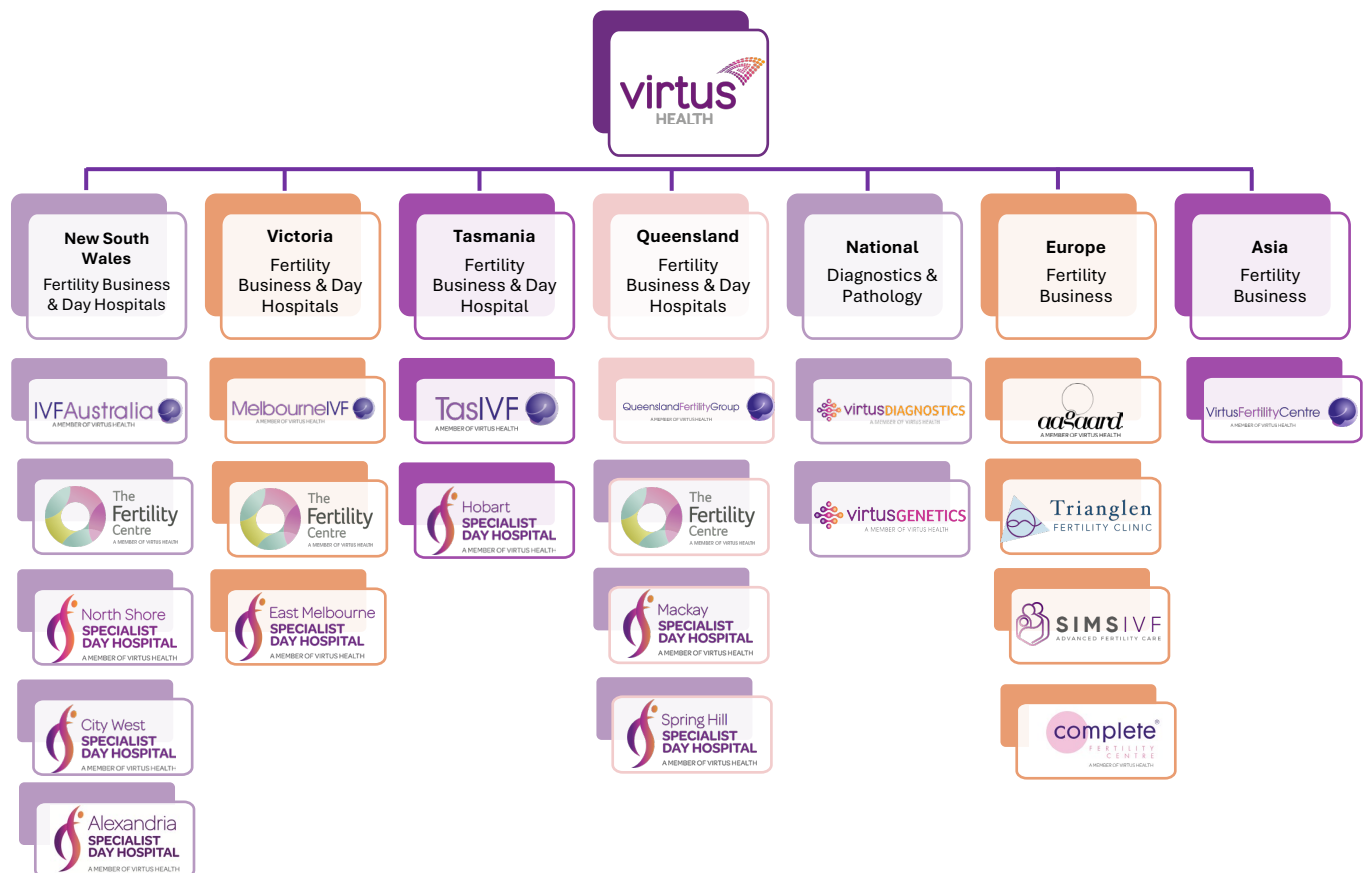 virtus
HEALTH
New South
Wales
Fertility Business
& Day Hospitals
Victoria
Fertility
Business & Day
Hospitals
Tasmania
Fertility
Business & Day
Hospital
Queensland
Fertility
Business & Day
Hospitals
National
Diagnostics &
Pathology
Europe
Fertility
Business
Asia
Fertility
Business
IVFAustralia
A MEMBER OF VIRTUS HEALTH
The
Fertility
Centre
A MEMBER OF VIRTUS HEALTH
North Shore
SPECIALIST
DAY HOSPITAL
A MEMBER OF VIRTUS HEALTH
City West
SPECIALIST
DAY HOSPITAL
A MEMBER OF VIRTUS HEALTH
Alexandria
SPECIALIST
DAY HOSPITAL
A MEMBER OF VIRTUS HEALTH
MelbourneIVF
A MEMBER OF VIRTUS HEALTH
The
Fertility
Centre
A MEMBER OF VIRTUS HEALTH
East Melbourne
SPECIALIST
DAY HOSPITAL
A MEMBER OF VIRTUS HEALTH
TasIVF
A MEMBER OF VIRTUS HEALTH
Hobart
SPECIALIST
DAY HOSPITAL
A MEMBER OF VIRTUS HEALTH
QueenslandFertilityGroup
A MEMBER OF VIRTUS HEALTH
The
Fertility
Centre
A MEMBER OF VIRTUS HEALTH
Mackay
SPECIALIST
DAY HOSPITAL
A MEMBER OF VIRTUS HEALTH
Spring Hill
SPECIALIST
DAY HOSPITAL
A MEMBER OF VIRTUS HEALTH
virtusDIAGNOSTICS
A MEMBER OF VIRTUS HEALTH
virtusGENETICS
A MEMBER OF VIRTUS HEALTH
aagaard
A MEMBER OF VIRTUS HEALTH
Trianglen
FERTILITY CLINIC
SIMSIVF
ADVANCED FERTILITY CARE
complete®
FERTILITY
CENTRE
A MEMBER OF VIRTUS HEALTH
VirtusFertilityCentre
A MEMBER OF VIRTUS HEALTH